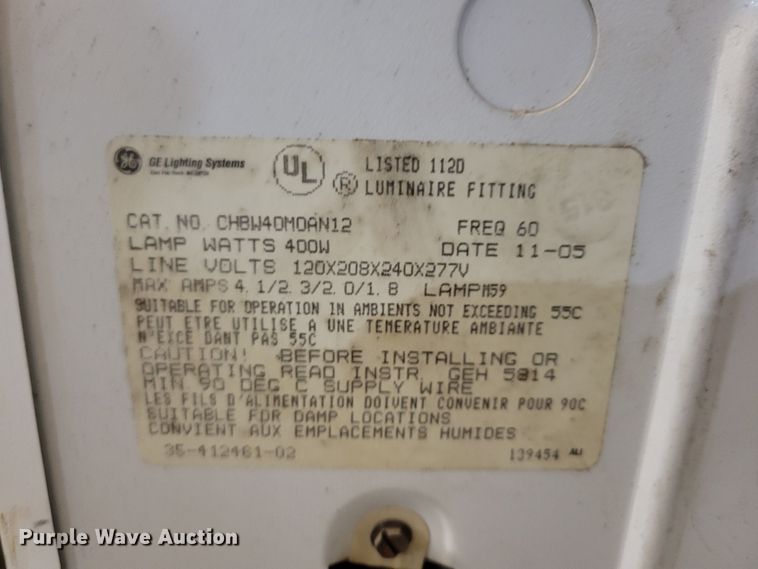 GE Lighting Systems
UL
LISTED 112D
R LUMINAIRE FITTING
CAT. NO. CHBW40M0AN12 FREQ 60
LAMP WATTS 400W DATE 11-05
LINE VOLTS 120X208X240X277V
MAX AMPS 4.1/2.3/2.0/1.8 LAMPM59
SUITABLE FOR OPERATION IN AMBIENTS NOT EXCEEDING 55C
PEUT ETRE UTILISE A UNE TEMERATURE AMBIANTE
N'EXCE DANT PAS 55C
CAUTION! BEFORE INSTALLING OR
OPERATING READ INSTR. GEH 5814
MIN 90 DEG C SUPPLY WIRE
LES FILS D'ALIMENTATION DOIVENT CONVENIR POUR 90C
SUITABLE FOR DAMP LOCATIONS
CONVIENT AUX EMPLACEMENTS HUMIDES
35-412461-02 139454 ALI
Purple Wave Auction